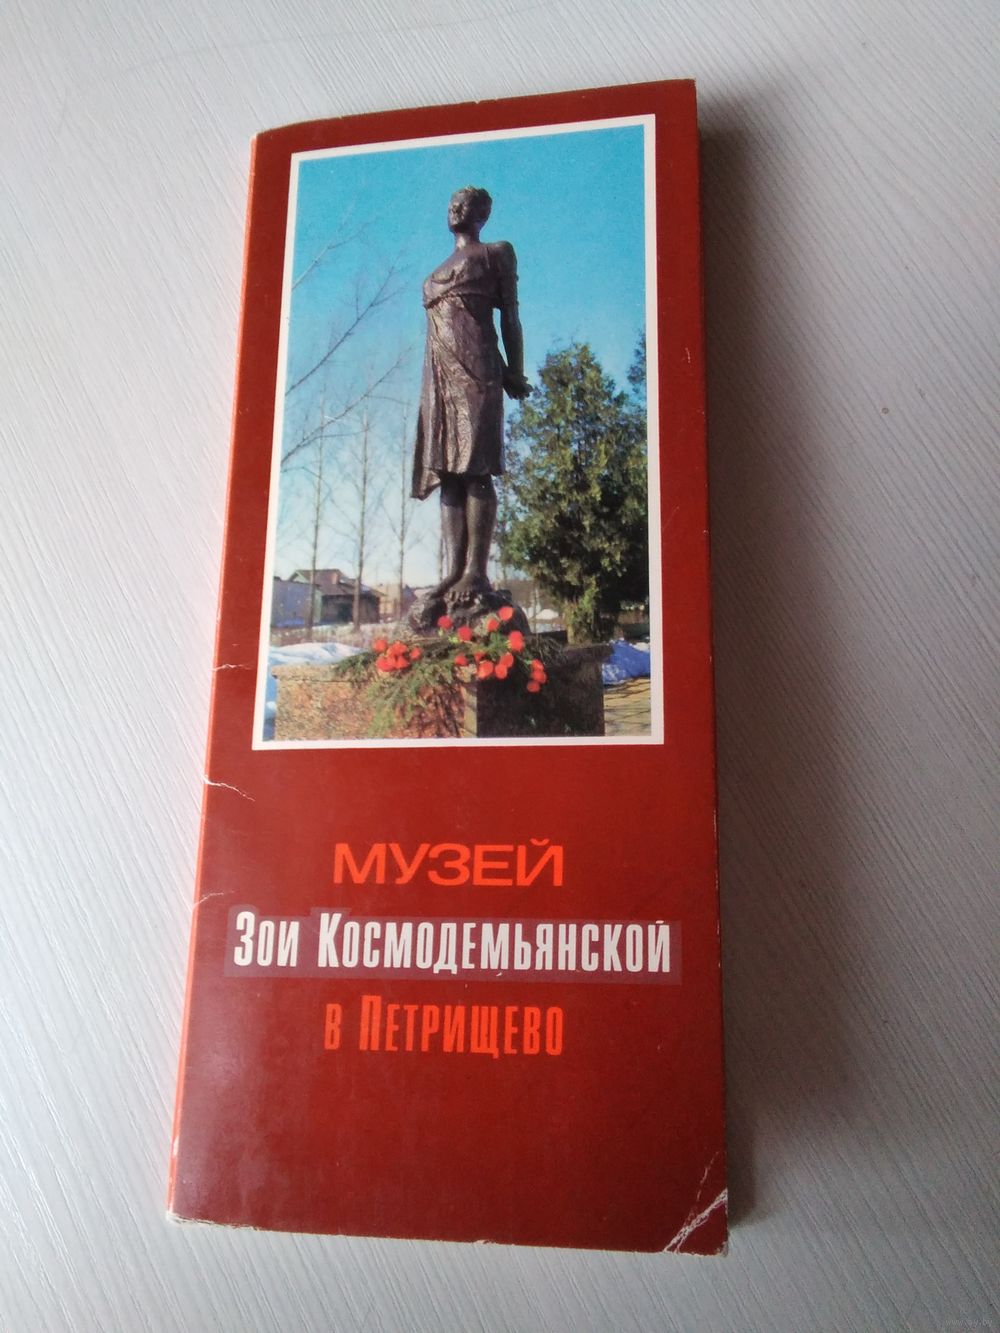 МУЗЕЙ
Зои Космодемьянской
в Петрищево